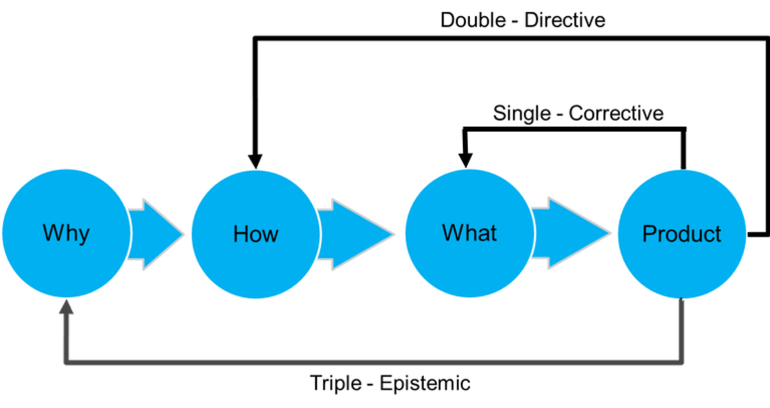 Double - Directive
Single - Corrective
Why
How
What
Product
Triple - Epistemic